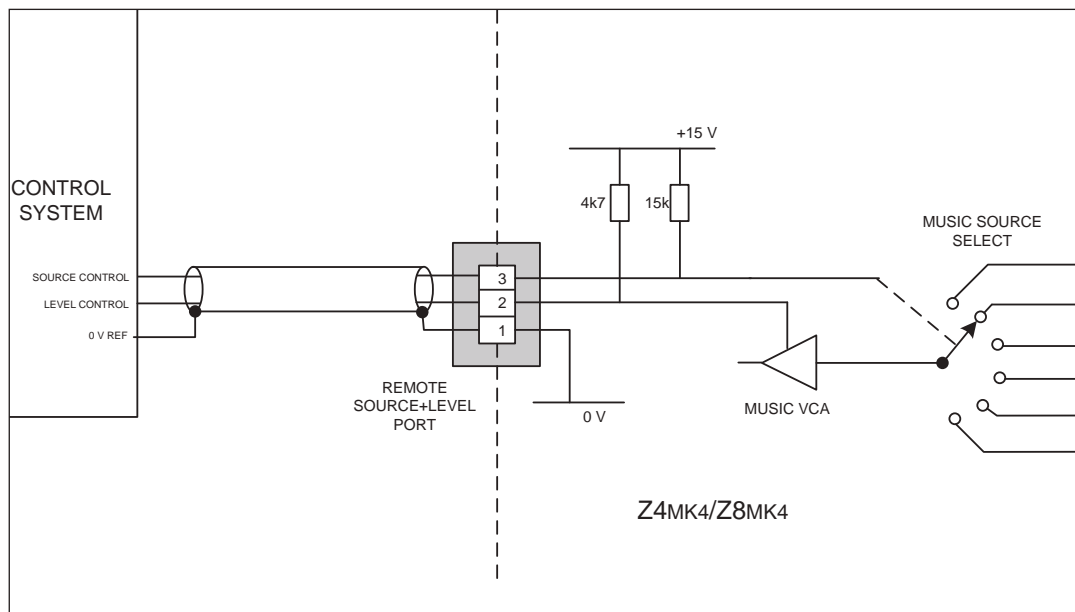 +15 V
4k7
15k
CONTROL
SYSTEM
MUSIC SOURCE
SELECT
SOURCE CONTROL
LEVEL CONTROL
0 V REF
3
2
1
REMOTE
SOURCE+LEVEL
PORT
0 V
MUSIC VCA
Z4MK4/Z8MK4